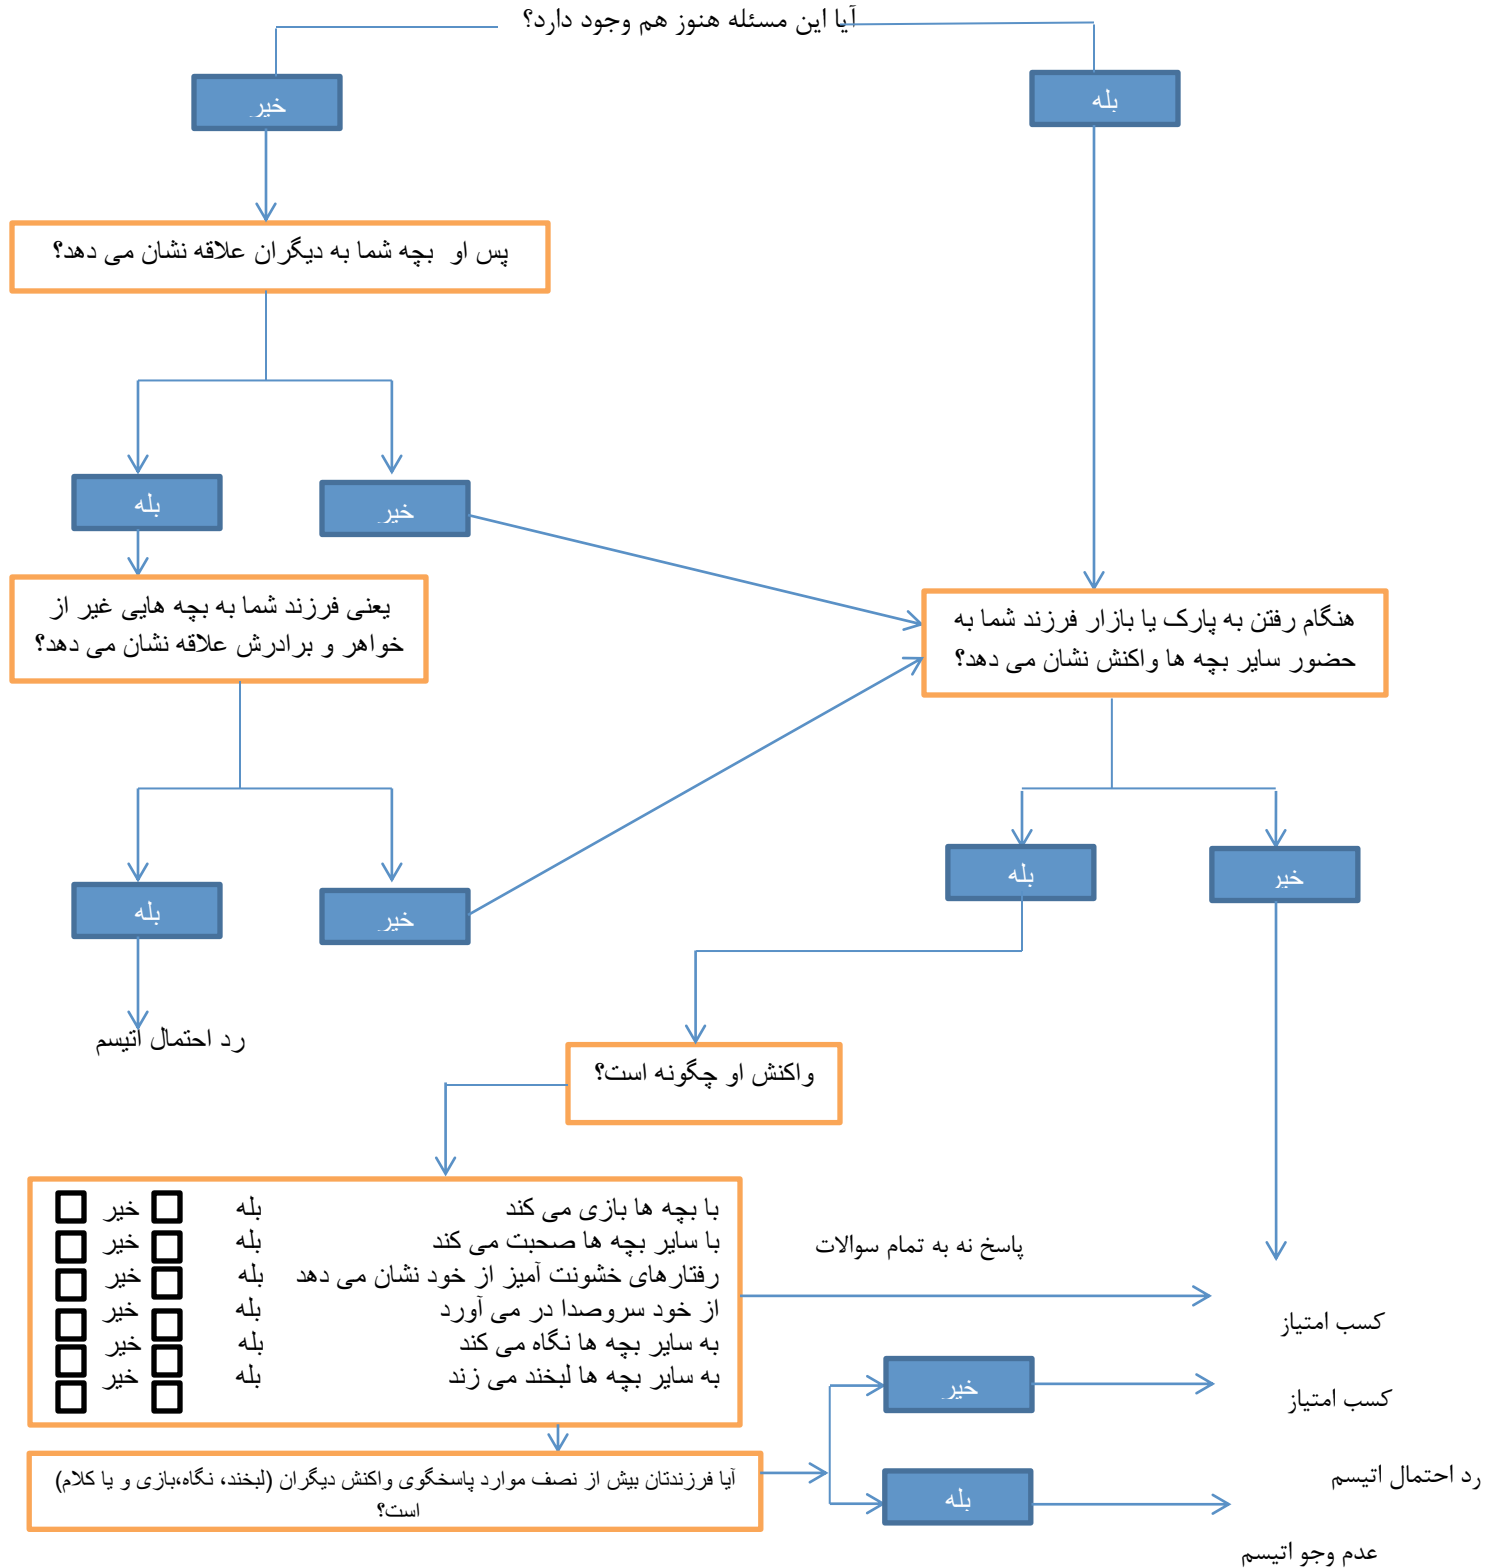 آیا این مسئله هنوز هم وجود دارد؟
بله
خیر
پس او بچه شما به دیگران علاقه نشان می دهد؟
بله
خیر
یعنی فرزند شما به بچه هایی غیر از
خواهر و برادرش علاقه نشان می دهد؟
هنگام رفتن به پارک یا بازار فرزند شما به
حضور سایر بچه ها واکنش نشان می دهد؟
بله
خیر
بله
خیر
رد احتمال اتیسم
واکنش او چگونه است؟
با بچه ها بازی می کند بله خیر
با سایر بچه ها صحبت می کند بله خیر
رفتارهای خشونت آمیز از خود نشان می دهد بله خیر
از خود سروصدا در می آورد بله خیر
به سایر بچه ها نگاه می کند بله خیر
به سایر بچه ها لبخند می زند بله خیر
پاسخ نه به تمام سوالات
کسب امتیاز
خیر
کسب امتیاز
آیا فرزندتان بیش از نصف موارد پاسخگوی واکنش دیگران (لبخند، نگاه،بازی و یا کلام)
است؟
بله
رد احتمال اتیسم
عدم وجو اتیسم